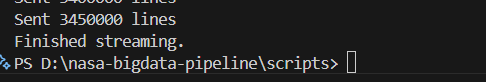 Sent 3450000 lines
Finished streaming.
PS D:\nasa-bigdata-pipeline\scripts>